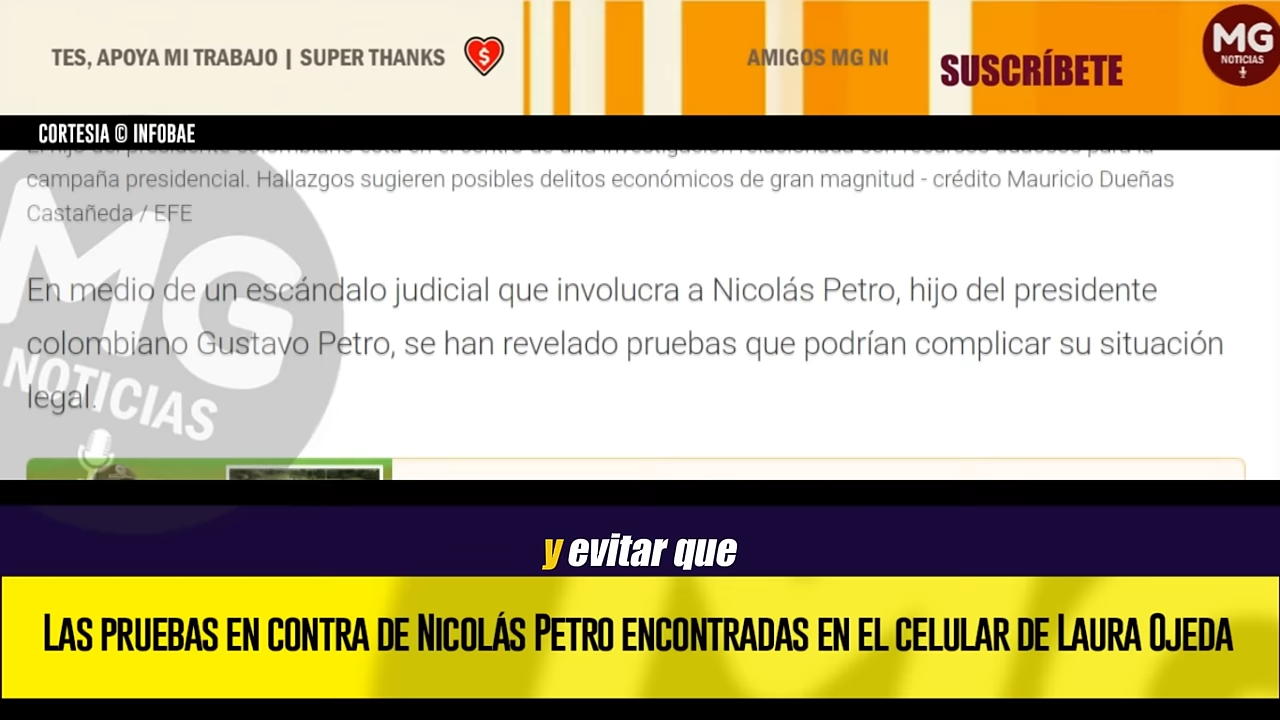 TES, APOYA MI TRABAJO | SUPER THANKS
AMIGOS MG
SUSCRÍBETE
MG
NOTICIAS
CORTESIA © INFOBAE
campaña presidencial. Hallazgos sugieren posibles delitos económicos de gran magnitud - crédito Mauricio Dueñas
Castañeda / EFE
En medio de un escándalo judicial que involucra a Nicolás Petro, hijo del presidente
colombiano Gustavo Petro, se han revelado pruebas que podrían complicar su situación
legal.
MG
NOTICIAS
y evitar que
LAS PRUEBAS EN CONTRA DE NICOLÁS PETRO ENCONTRADAS EN EL CELULAR DE LAURA OJEDA